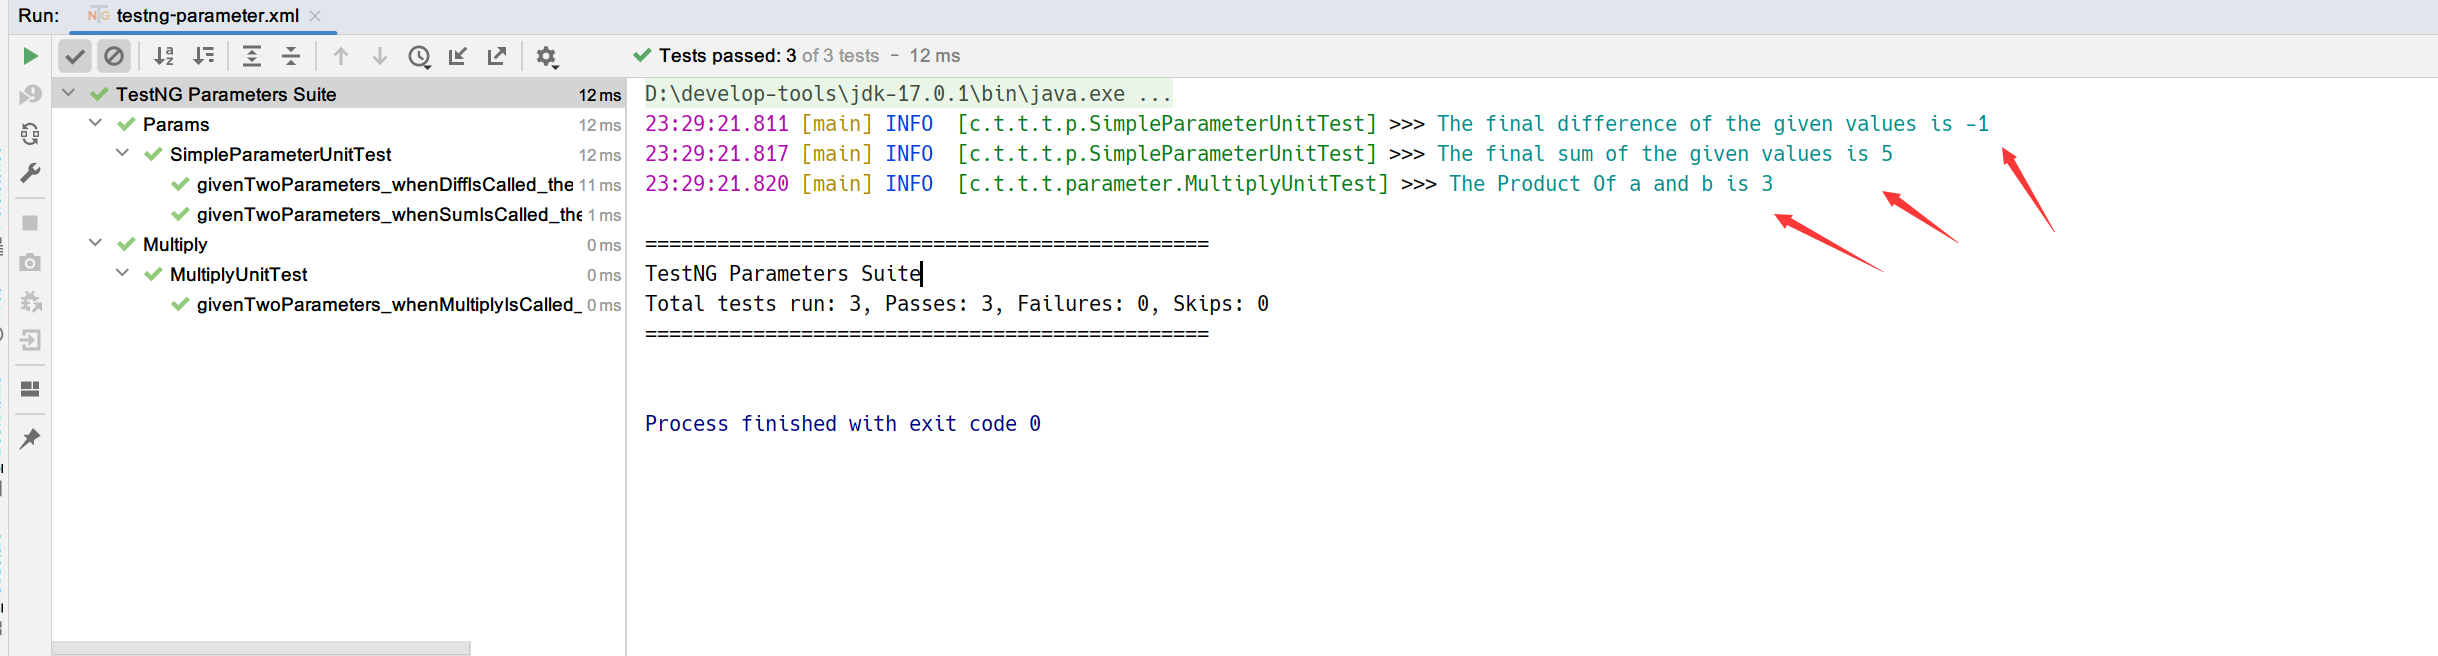 Run: testng-parameter.xml
Tests passed: 3 of 3 tests – 12 ms
TestNG Parameters Suite 12 ms
Params 12 ms
SimpleParameterUnitTest 12 ms
givenTwoParameters_whenDiffIsCalled_the 11 ms
givenTwoParameters_whenSumIsCalled_the 1 ms
Multiply 0 ms
MultiplyUnitTest 0 ms
givenTwoParameters_whenMultiplyIsCalled_ 0 ms
D:\develop-tools\jdk-17.0.1\bin\java.exe ...
23:29:21.811 [main] INFO  [c.t.t.t.p.SimpleParameterUnitTest] >>> The final difference of the given values is -1
23:29:21.817 [main] INFO  [c.t.t.t.p.SimpleParameterUnitTest] >>> The final sum of the given values is 5
23:29:21.820 [main] INFO  [c.t.t.t.parameter.MultiplyUnitTest] >>> The Product Of a and b is 3
===============================================
TestNG Parameters Suite
Total tests run: 3, Passes: 3, Failures: 0, Skips: 0
===============================================
Process finished with exit code 0